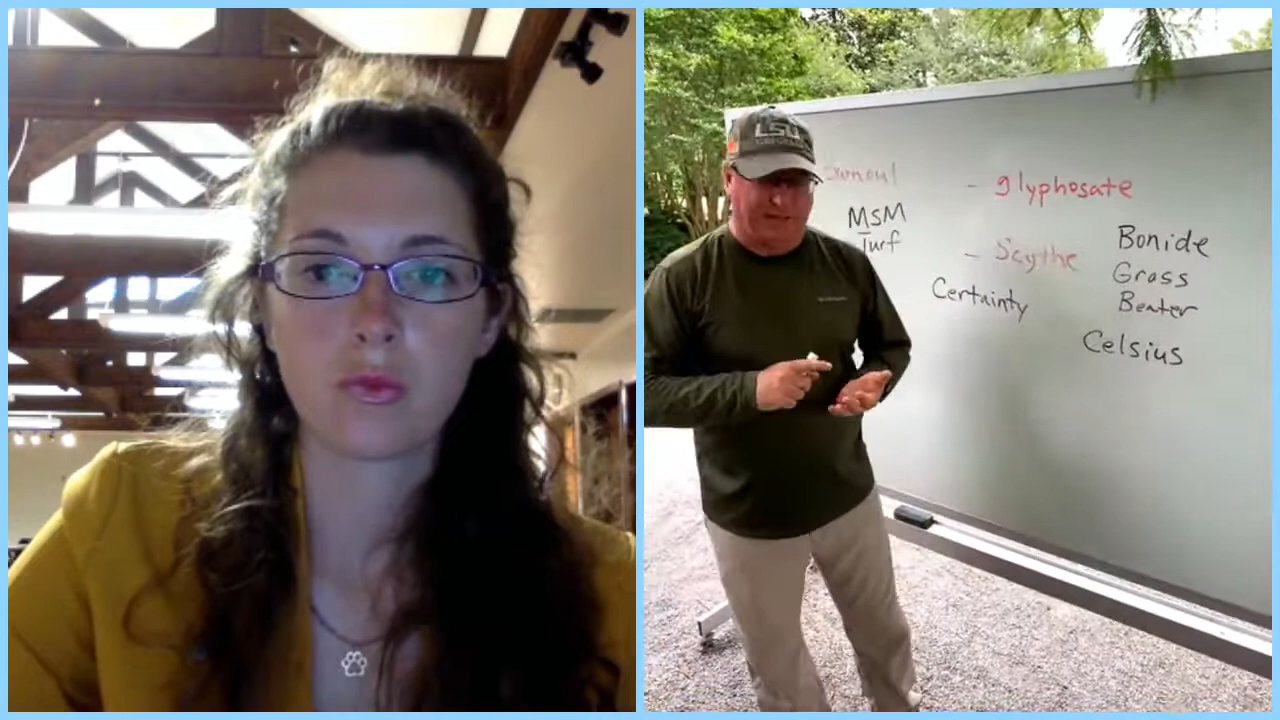 LSU
- glyphosate
MSM
Turf
- Scythe
Certainty
Bonide
Grass
Beater
Celsius